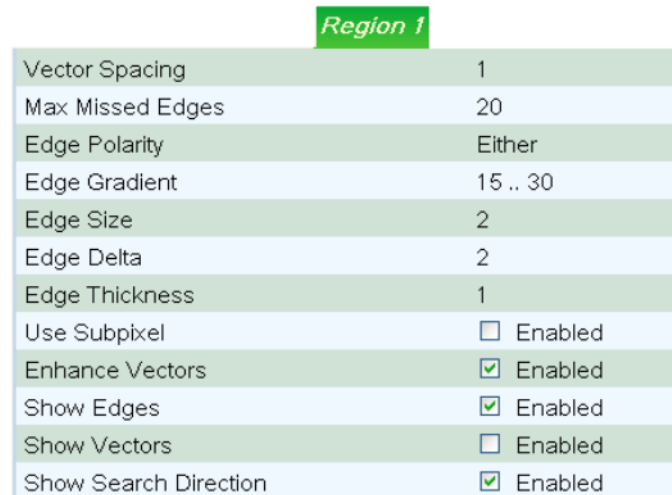 Region 1
Vector Spacing 1
Max Missed Edges 20
Edge Polarity Either
Edge Gradient 15 .. 30
Edge Size 2
Edge Delta 2
Edge Thickness 1
Use Subpixel Enabled
Enhance Vectors Enabled
Show Edges Enabled
Show Vectors Enabled
Show Search Direction Enabled